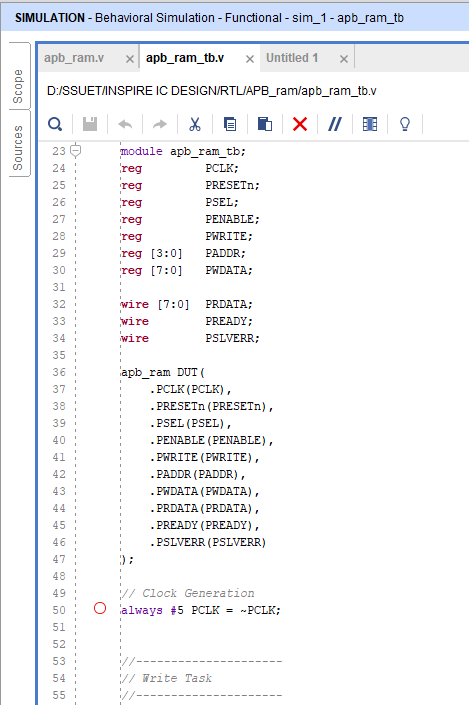 SIMULATION - Behavioral Simulation - Functional - sim_1 - apb_ram_tb
Scope
Sources
apb_ram.v × apb_ram_tb.v × Untitled 1 ×
D:/SSUET/INSPIRE IC DESIGN/RTL/APB_ram/apb_ram_tb.v
23 module apb_ram_tb;
24 reg PCLK;
25 reg PRESETn;
26 reg PSEL;
27 reg PENABLE;
28 reg PWRITE;
29 reg [3:0] PADDR;
30 reg [7:0] PWDATA;
31
32 wire [7:0] PRDATA;
33 wire PREADY;
34 wire PSLVERR;
35
36 apb_ram DUT(
37 .PCLK(PCLK),
38 .PRESETn(PRESETn),
39 .PSEL(PSEL),
40 .PENABLE(PENABLE),
41 .PWRITE(PWRITE),
42 .PADDR(PADDR),
43 .PWDATA(PWDATA),
44 .PRDATA(PRDATA),
45 .PREADY(PREADY),
46 .PSLVERR(PSLVERR)
47 );
48
49 // Clock Generation
50 always #5 PCLK = ~PCLK;
51
52
53 //---------------------
54 // Write Task
55 //---------------------